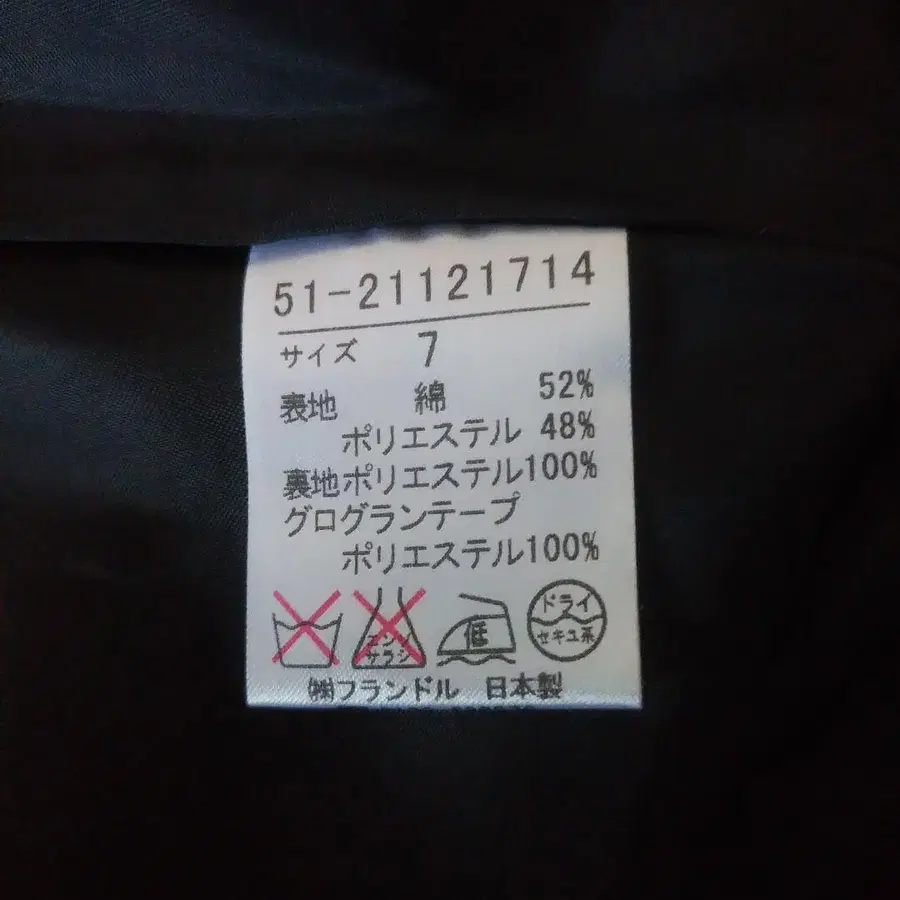 51-21121714
サイズ 7
表地 綿 52%
ポリエステル 48%
裏地ポリエステル100%
グログランテープ
ポリエステル100%
エンソ
サラシ
低
ドライ
セキユ系
㈱フランドル 日本製